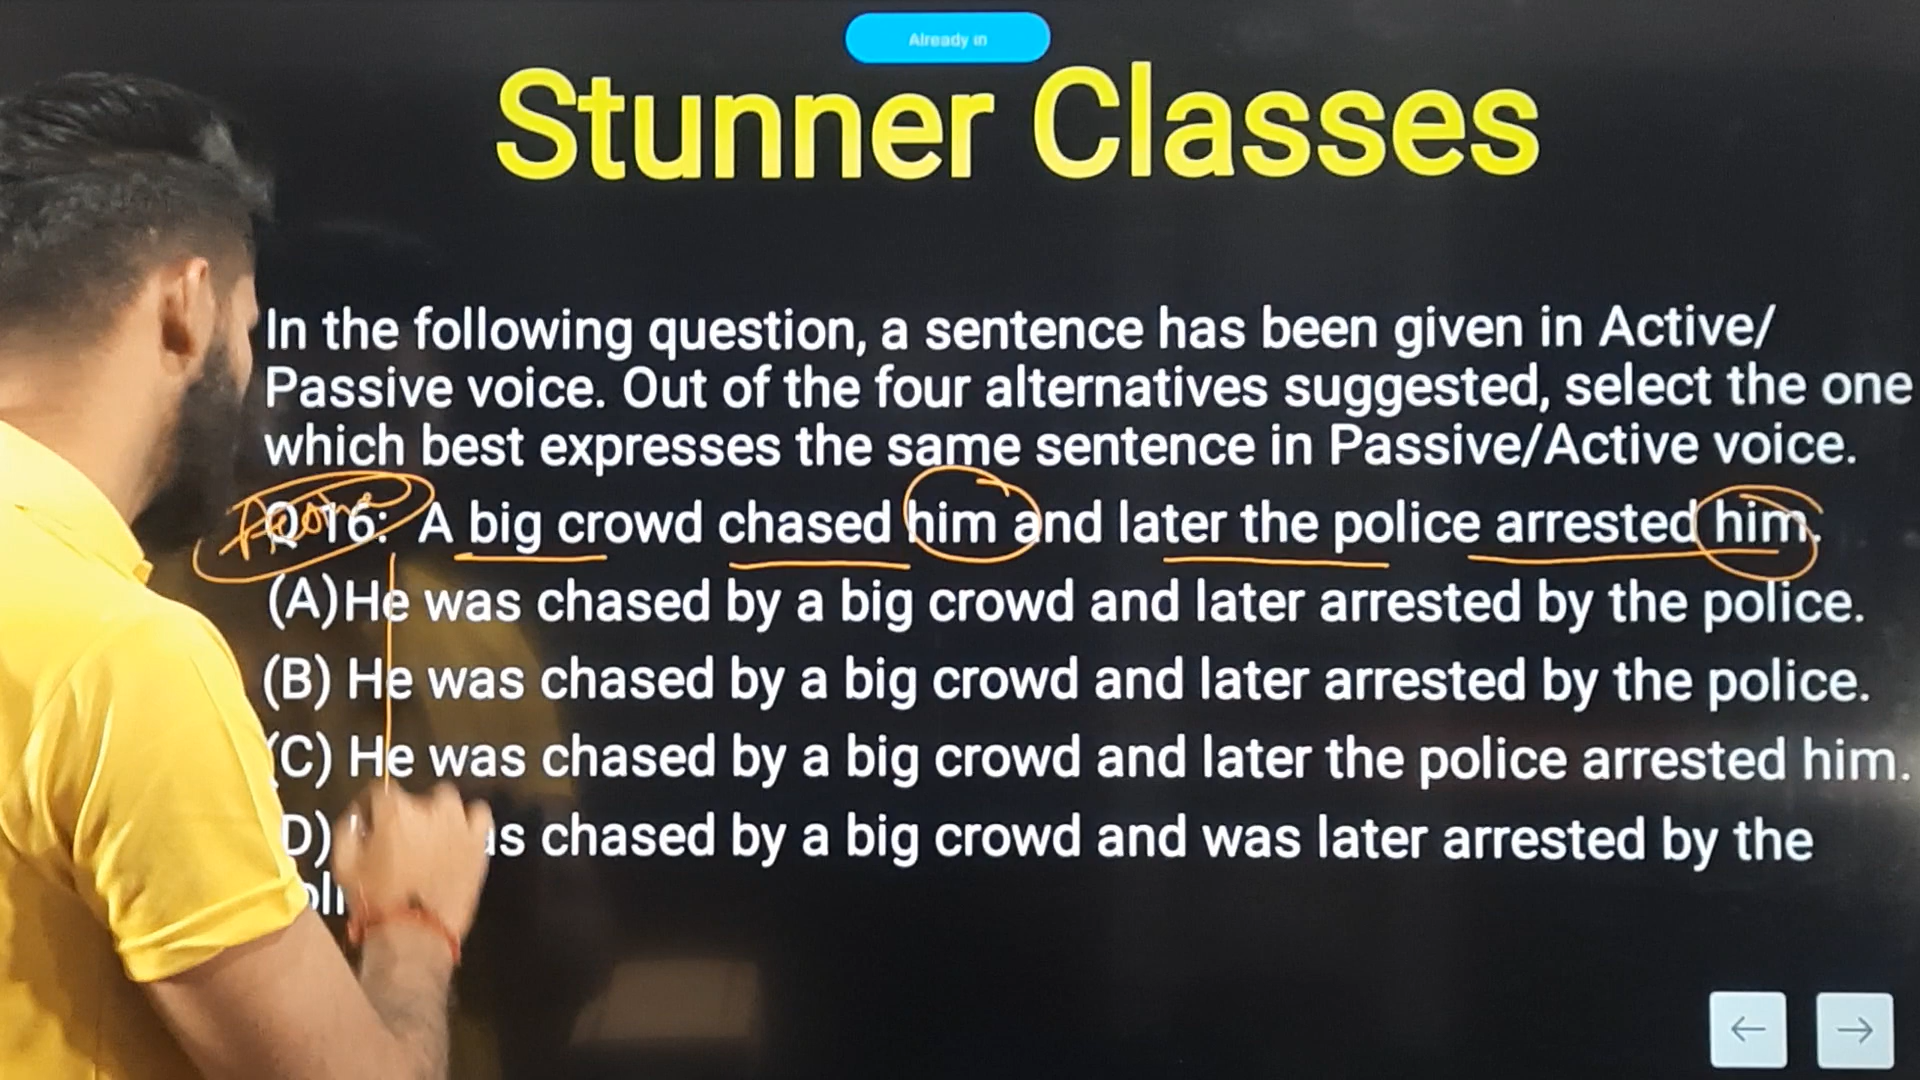 Already in
Stunner Classes
In the following question, a sentence has been given in Active/
Passive voice. Out of the four alternatives suggested, select the one
which best expresses the same sentence in Passive/Active voice.
Q 16: A big crowd chased him and later the police arrested him.
(A)He was chased by a big crowd and later arrested by the police.
(B) He was chased by a big crowd and later arrested by the police.
(C) He was chased by a big crowd and later the police arrested him.
D) chased by a big crowd and was later arrested by the